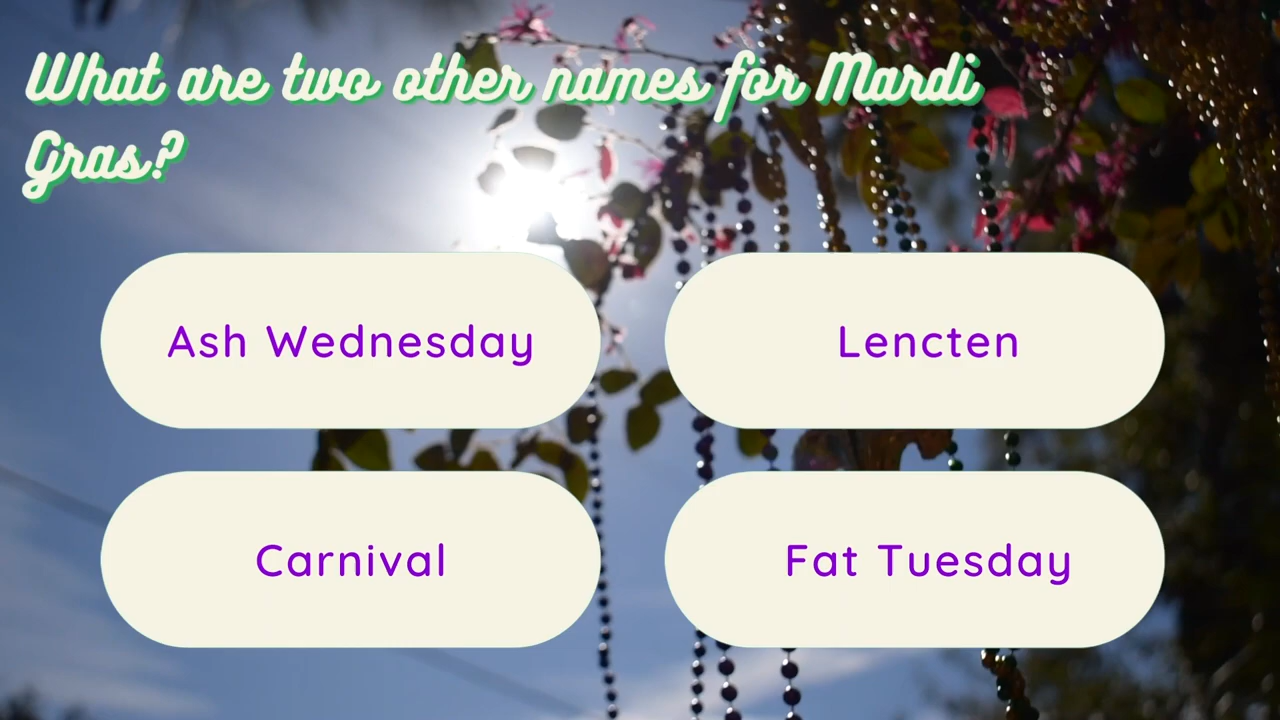 What are two other names for Mardi
Gras?
Ash Wednesday
Lencten
Carnival
Fat Tuesday